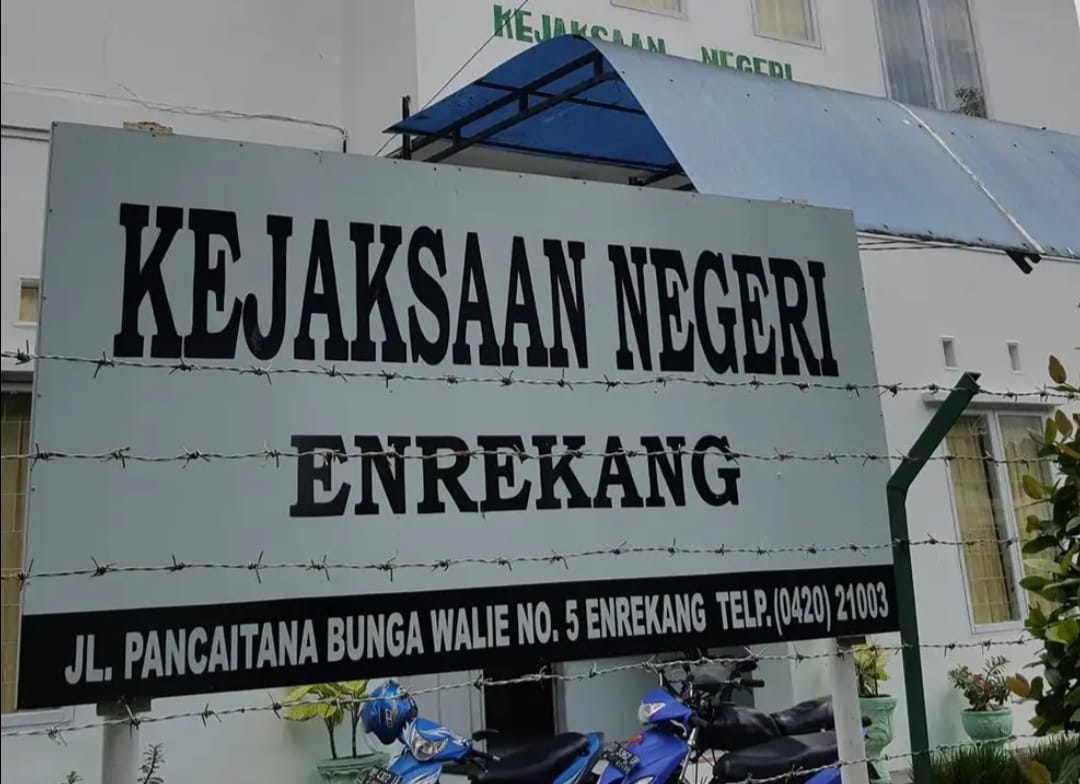 KEJAKSAAN NEGERI
KEJAKSAAN NEGERI
ENREKANG
JL. PANCAITANA BUNGA WALIE NO. 5 ENREKANG TELP. (0420) 21003